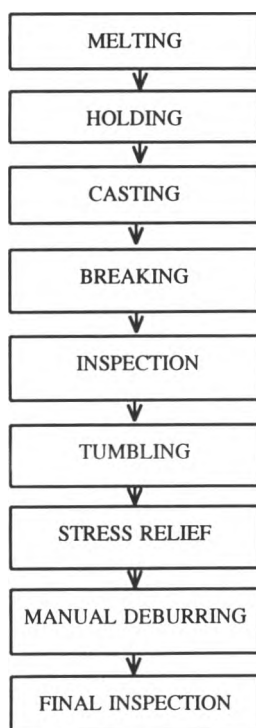 MELTING
HOLDING
CASTING
BREAKING
INSPECTION
TUMBLING
STRESS RELIEF
MANUAL DEBURRING
FINAL INSPECTION